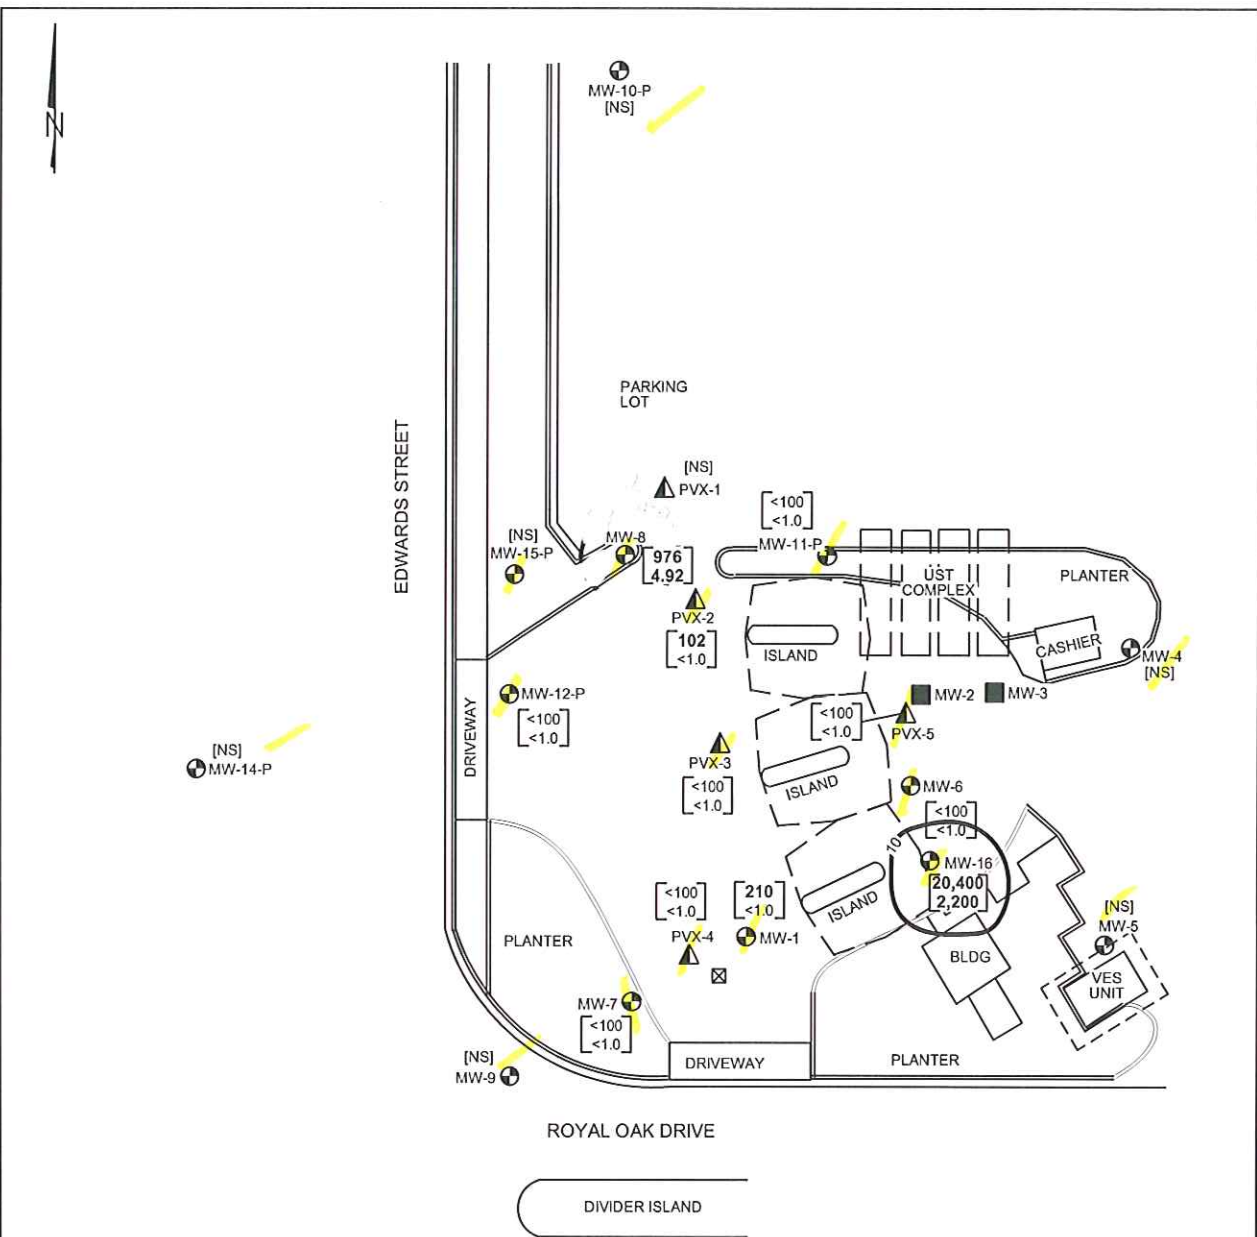 N
MW-10-P
[NS]
PARKING
LOT
EDWARDS STREET
[NS]
PVX-1
<100
<1.0
MW-11-P
[NS]
MW-15-P
MW-8
976
4.92
UST
COMPLEX
PLANTER
PVX-2
102
<1.0
ISLAND
CASHIER
MW-4
[NS]
MW-12-P
<100
<1.0
MW-2
MW-3
<100
<1.0
PVX-5
DRIVEWAY
[NS]
MW-14-P
PVX-3
<100
<1.0
ISLAND
MW-6
<100
<1.0
10
MW-16
20,400
2,200
ISLAND
<100
<1.0
PVX-4
210
<1.0
MW-1
[NS]
MW-5
PLANTER
BLDG
VES
UNIT
MW-7
<100
<1.0
[NS]
MW-9
DRIVEWAY
PLANTER
ROYAL OAK DRIVE
DIVIDER ISLAND